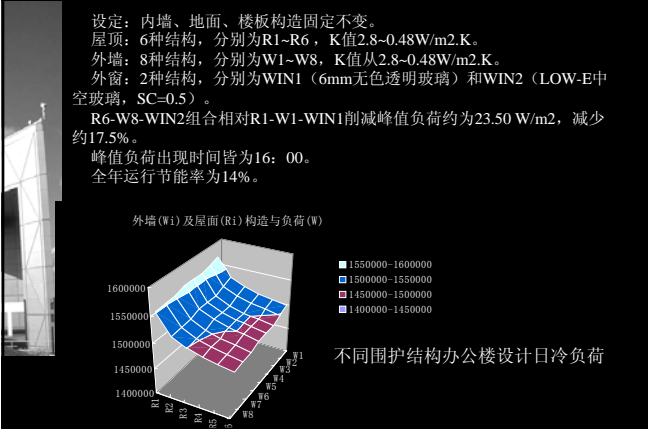 设定：内墙、地面、楼板构造固定不变。
屋顶：6种结构，分别为R1~R6 ，K值2.8~0.48W/m2.K。
外墙：8种结构，分别为W1~W8，K值从2.8~0.48W/m2.K。
外窗：2种结构，分别为WIN1（6mm无色透明玻璃）和WIN2（LOW-E中
空玻璃，SC=0.5）。
R6-W8-WIN2组合相对R1-W1-WIN1削减峰值负荷约为23.50 W/m2，减少
约17.5%。
峰值负荷出现时间皆为16：00。
全年运行节能率为14%。
外墙(Wi)及屋面(Ri)构造与负荷(W)
1600000
1550000
1500000
1450000
1400000
R1
R2
R3
R4
R5
6
W1
W2
W3
W4
W5
W6
W7
W8
1550000-1600000
1500000-1550000
1450000-1500000
1400000-1450000
不同围护结构办公楼设计日冷负荷